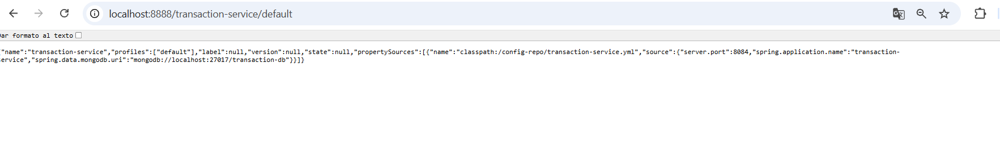 localhost:8888/transaction-service/default
Dar formato al texto
{"name":"transaction-service","profiles":["default"],"label":null,"version":null,"state":null,"propertySources":[{"name":"classpath:/config-repo/transaction-service.yml","source":{"server.port":8084,"spring.application.name":"transaction-
service","spring.data.mongodb.uri":"mongodb://localhost:27017/transaction-db"}}]}